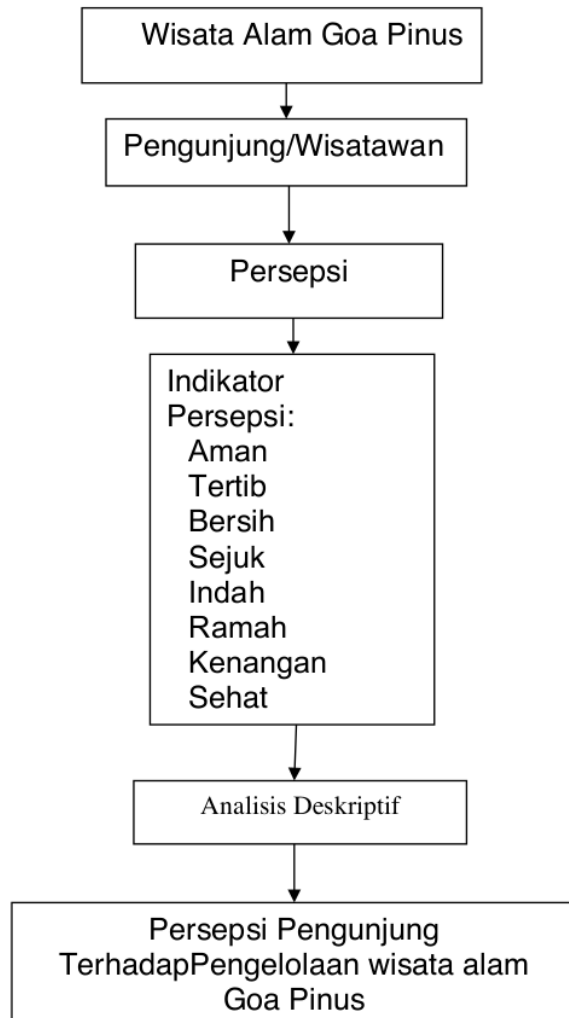 Wisata Alam Goa Pinus
Pengunjung/Wisatawan
Persepsi
Indikator
Persepsi:
Aman
Tertib
Bersih
Sejuk
Indah
Ramah
Kenangan
Sehat
Analisis Deskriptif
Persepsi Pengunjung
TerhadapPengelolaan wisata alam
Goa Pinus